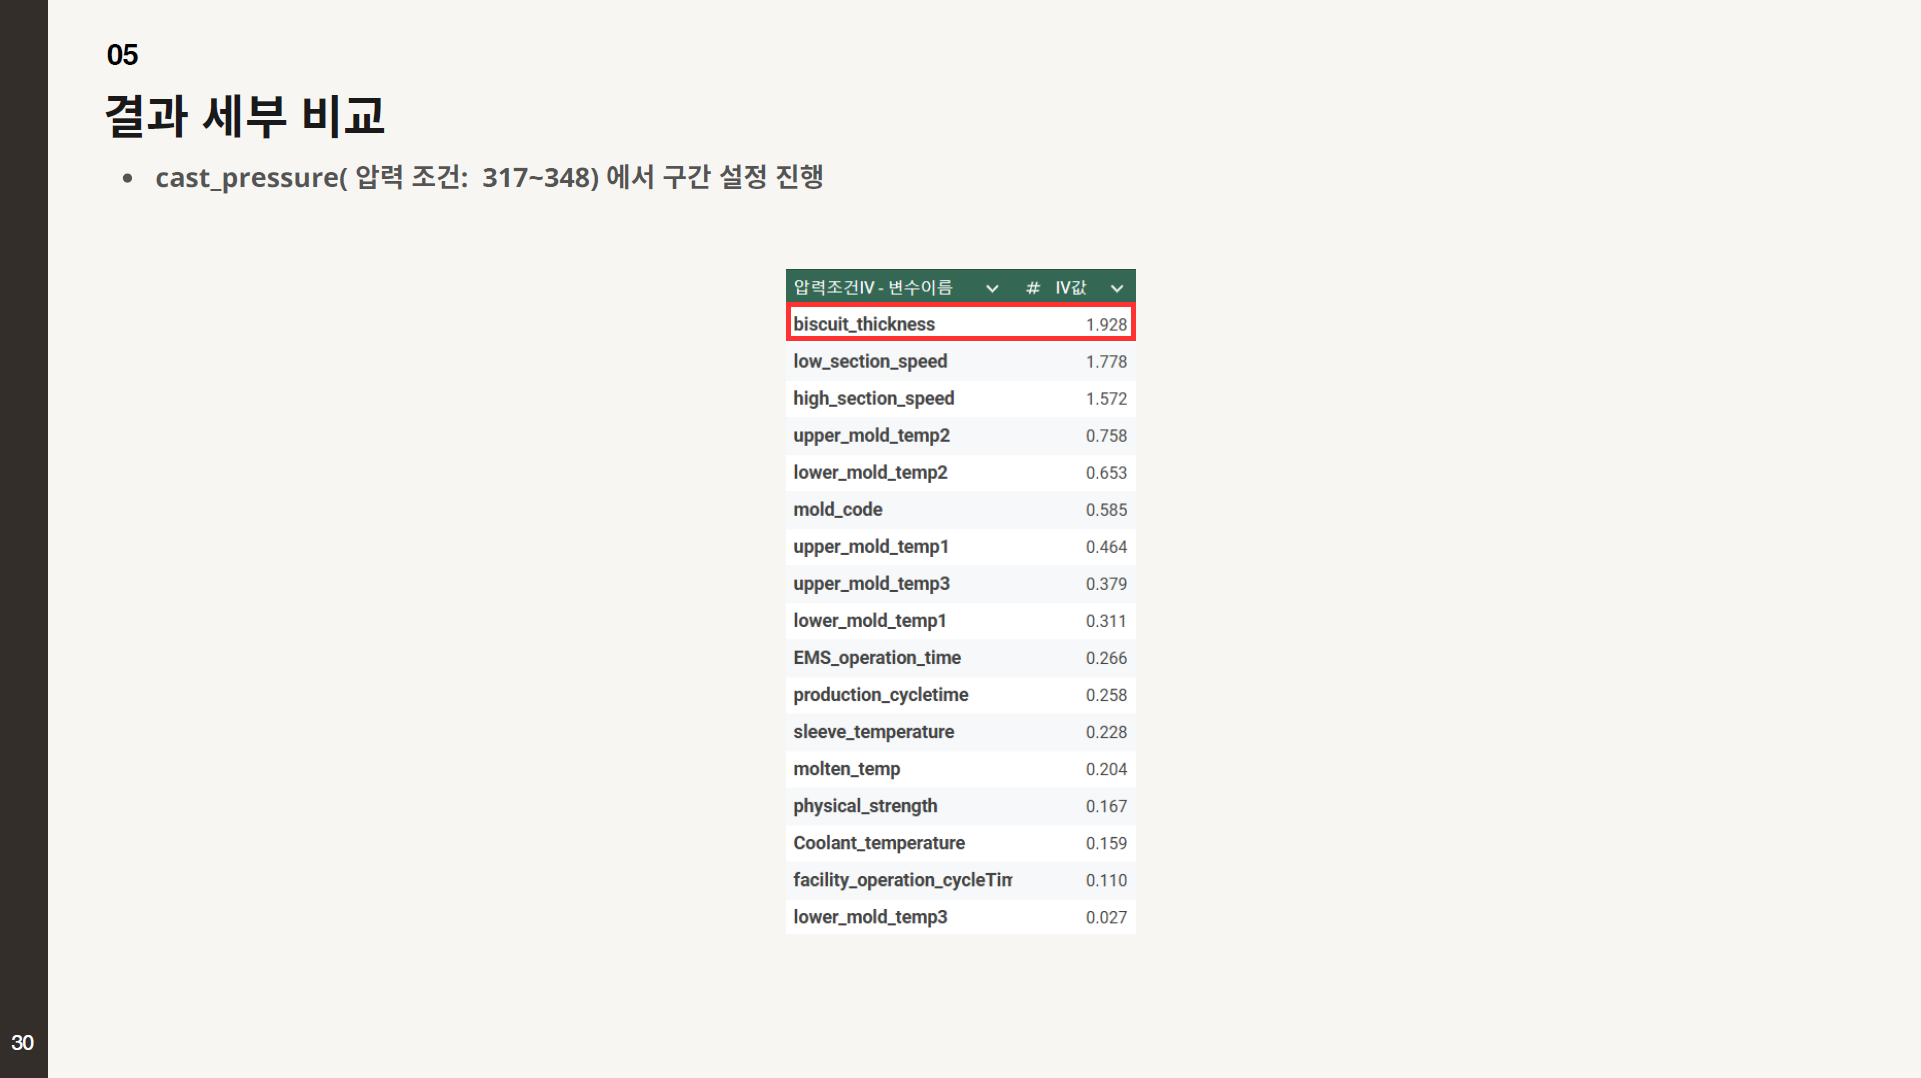 05
결과 세부 비교
• cast_pressure( 압력 조건: 317~348) 에서 구간 설정 진행
압력조건IV - 변수이름 # IV값
biscuit_thickness 1.928
low_section_speed 1.778
high_section_speed 1.572
upper_mold_temp2 0.758
lower_mold_temp2 0.653
mold_code 0.585
upper_mold_temp1 0.464
upper_mold_temp3 0.379
lower_mold_temp1 0.311
EMS_operation_time 0.266
production_cycletime 0.258
sleeve_temperature 0.228
molten_temp 0.204
physical_strength 0.167
Coolant_temperature 0.159
facility_operation_cycleTim 0.110
lower_mold_temp3 0.027
30